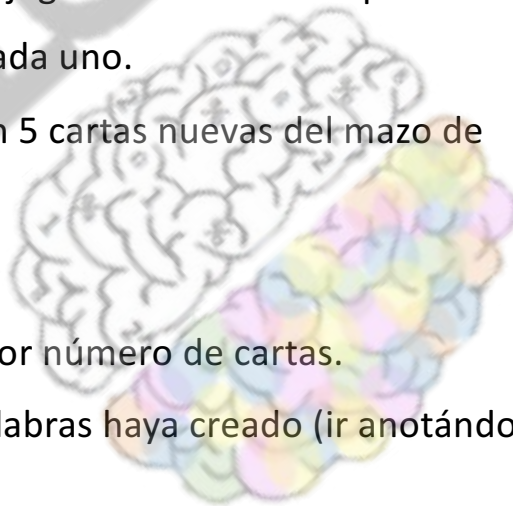 ada uno.
n 5 cartas nuevas del mazo de
or número de cartas.
labras haya creado (ir anotándo